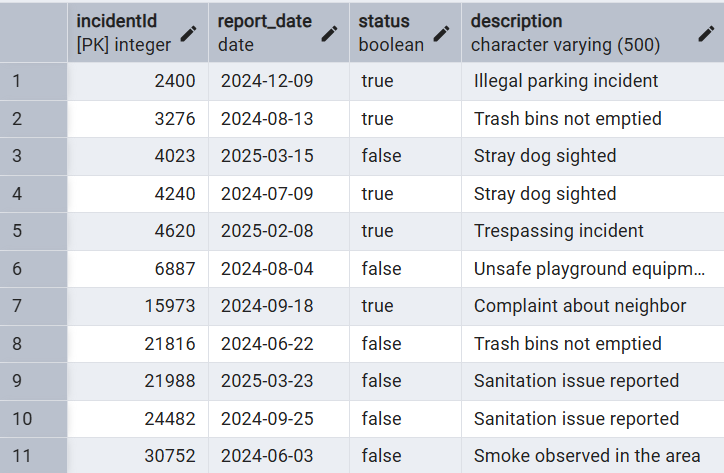 incidentId report_date status description
[PK] integer date boolean character varying (500)
1 2400 2024-12-09 true Illegal parking incident
2 3276 2024-08-13 true Trash bins not emptied
3 4023 2025-03-15 false Stray dog sighted
4 4240 2024-07-09 true Stray dog sighted
5 4620 2025-02-08 true Trespassing incident
6 6887 2024-08-04 false Unsafe playground equipm...
7 15973 2024-09-18 true Complaint about neighbor
8 21816 2024-06-22 false Trash bins not emptied
9 21988 2025-03-23 false Sanitation issue reported
10 24482 2024-09-25 false Sanitation issue reported
11 30752 2024-06-03 false Smoke observed in the area